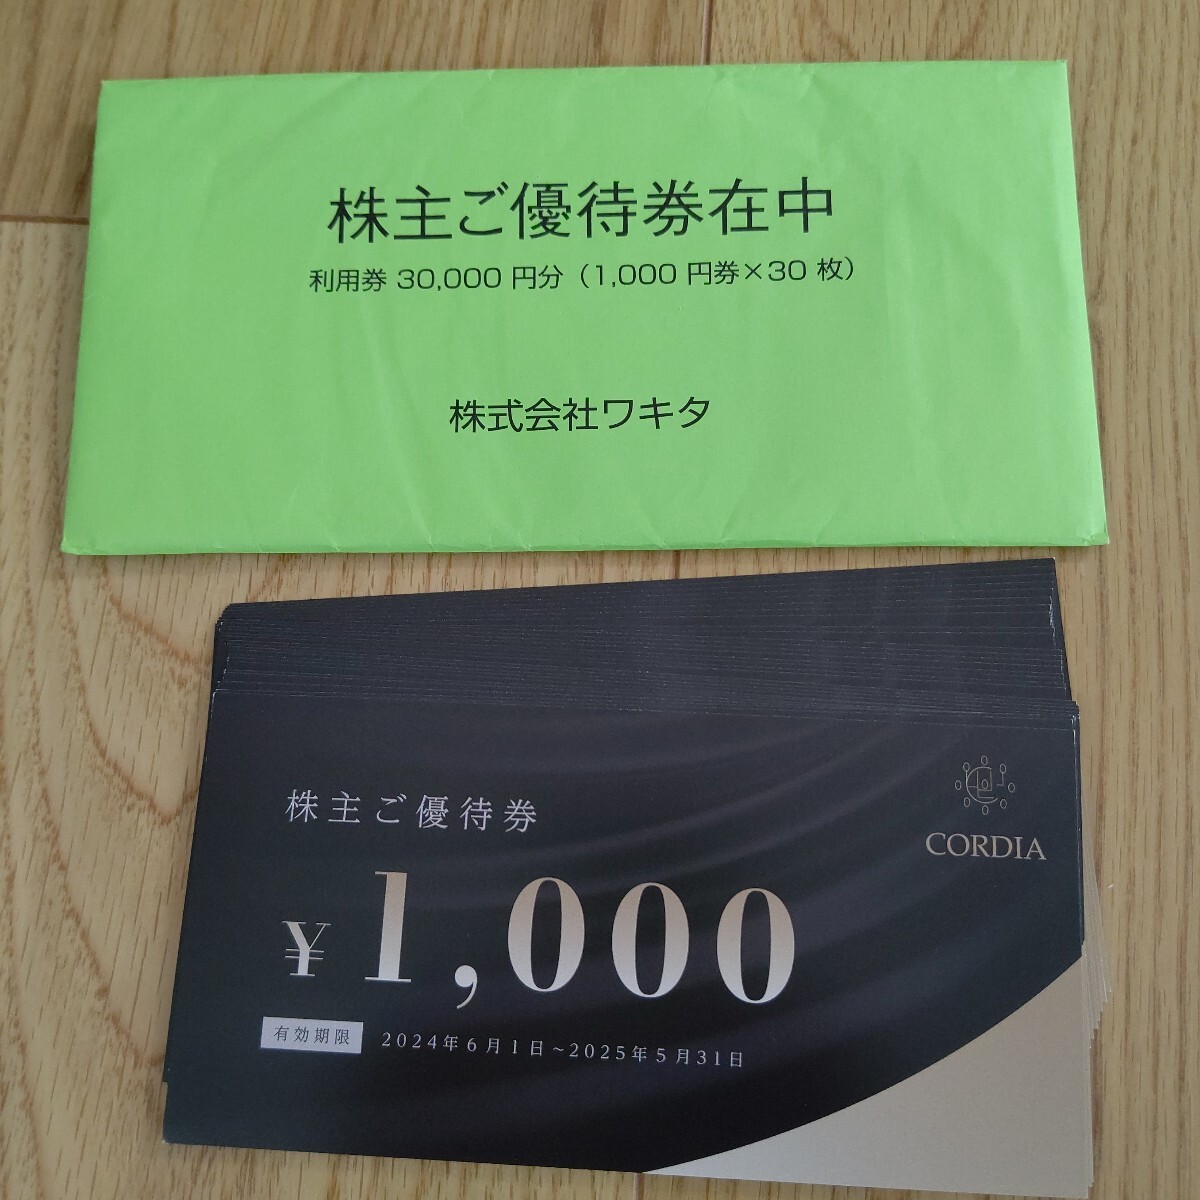 株主ご優待券在中
利用券 30,000 円分（1,000 円券×30 枚）
株式会社ワキタ
株主ご優待券
CORDIA
¥1,000
有効期限 2024年6月1日~2025年5月31日